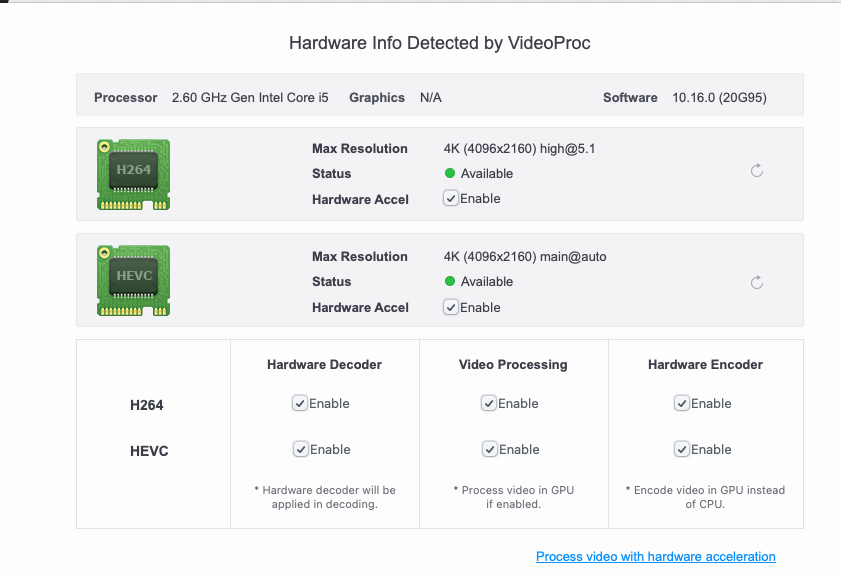 Hardware Info Detected by VideoProc
Processor 2.60 GHz Gen Intel Core i5 Graphics N/A Software 10.16.0 (20G95)
H264
Max Resolution 4K (4096x2160) high@5.1
Status Available
Hardware Accel Enable
HEVC
Max Resolution 4K (4096x2160) main@auto
Status Available
Hardware Accel Enable
Hardware Decoder Video Processing Hardware Encoder
H264 Enable Enable Enable
HEVC Enable Enable Enable
* Hardware decoder will be * Process video in GPU * Encode video in GPU instead
applied in decoding. if enabled. of CPU.
Process video with hardware acceleration